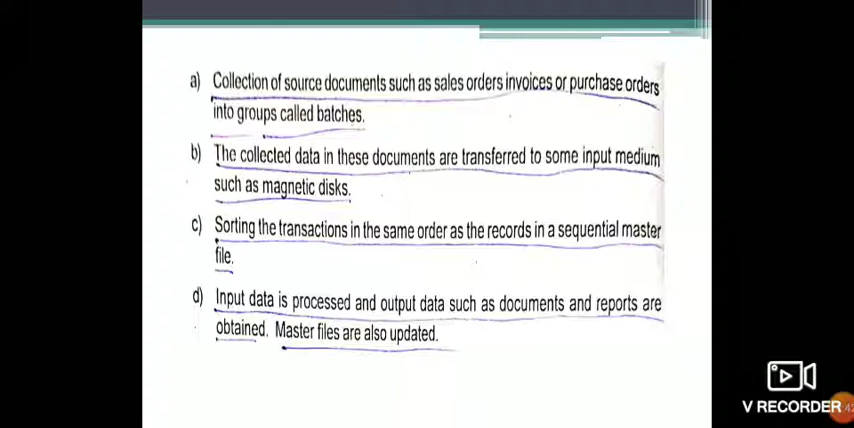 a) Collection of source documents such as sales orders invoices or purchase orders
into groups called batches.
b) The collected data in these documents are transferred to some input medium
such as magnetic disks.
c) Sorting the transactions in the same order as the records in a sequential master
file.
d) Input data is processed and output data such as documents and reports are
obtained. Master files are also updated.
V RECORDER